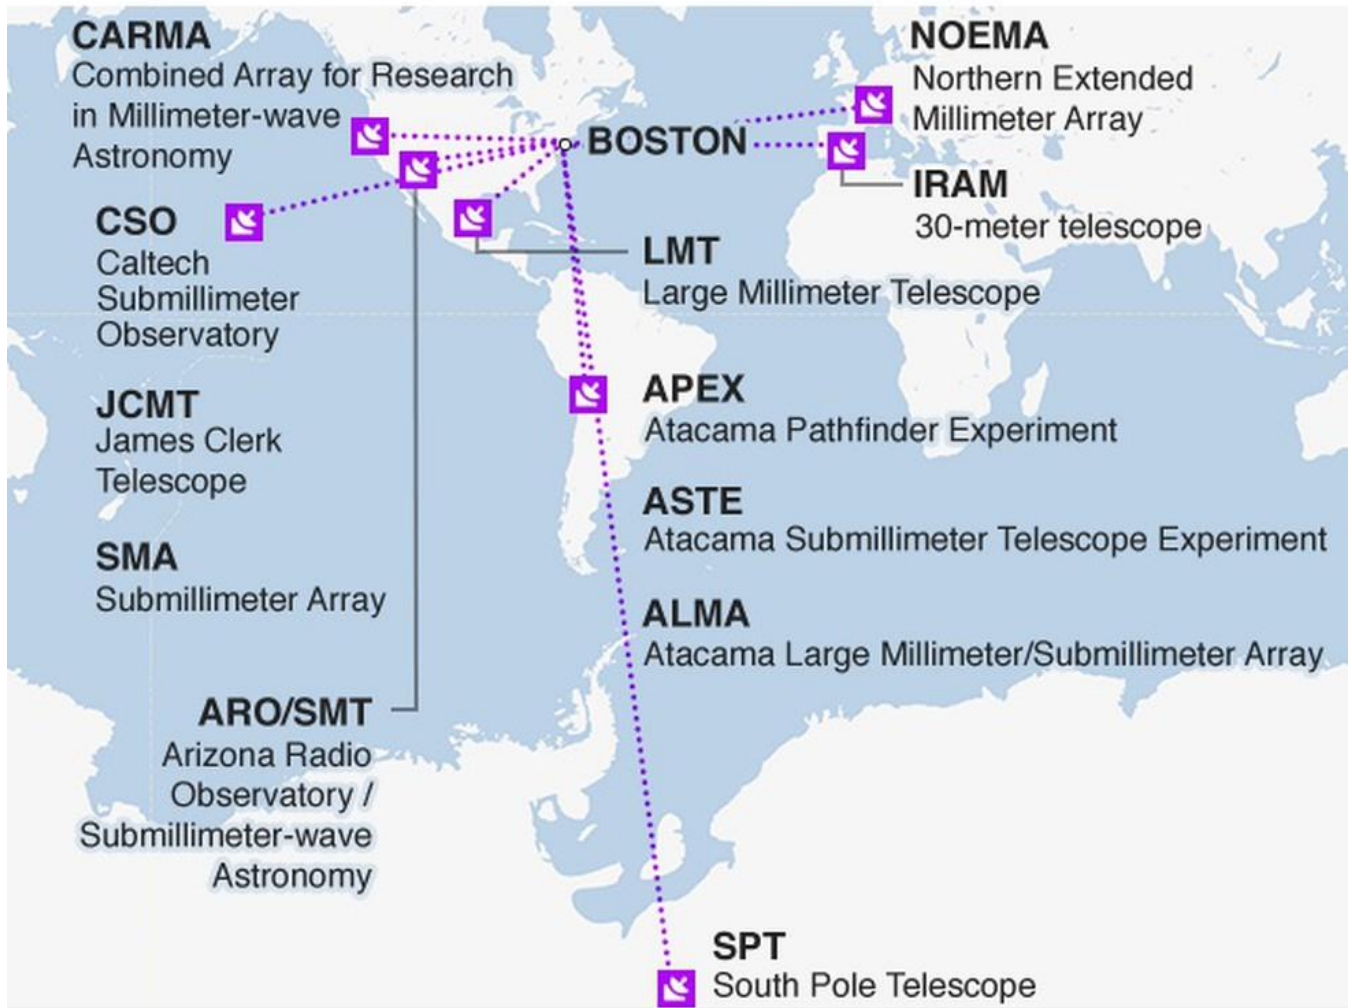 CARMA
Combined Array for Research
in Millimeter-wave
Astronomy
NOEMA
Northern Extended
Millimeter Array
BOSTON
IRAM
30-meter telescope
CSO
Caltech
Submillimeter
Observatory
LMT
Large Millimeter Telescope
JCMT
James Clerk
Telescope
APEX
Atacama Pathfinder Experiment
SMA
Submillimeter Array
ASTE
Atacama Submillimeter Telescope Experiment
ALMA
Atacama Large Millimeter/Submillimeter Array
ARO/SMT
Arizona Radio
Observatory /
Submillimeter-wave
Astronomy
SPT
South Pole Telescope